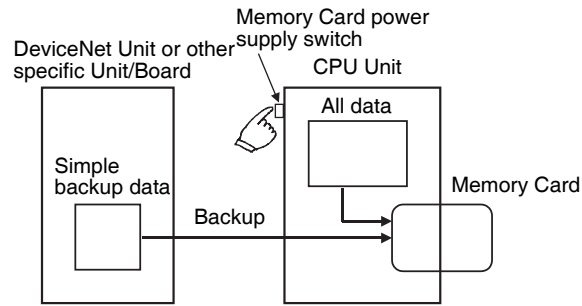 Memory Card power
supply switch
DeviceNet Unit or other
specific Unit/Board
CPU Unit
All data
Simple
backup data
Memory Card
Backup